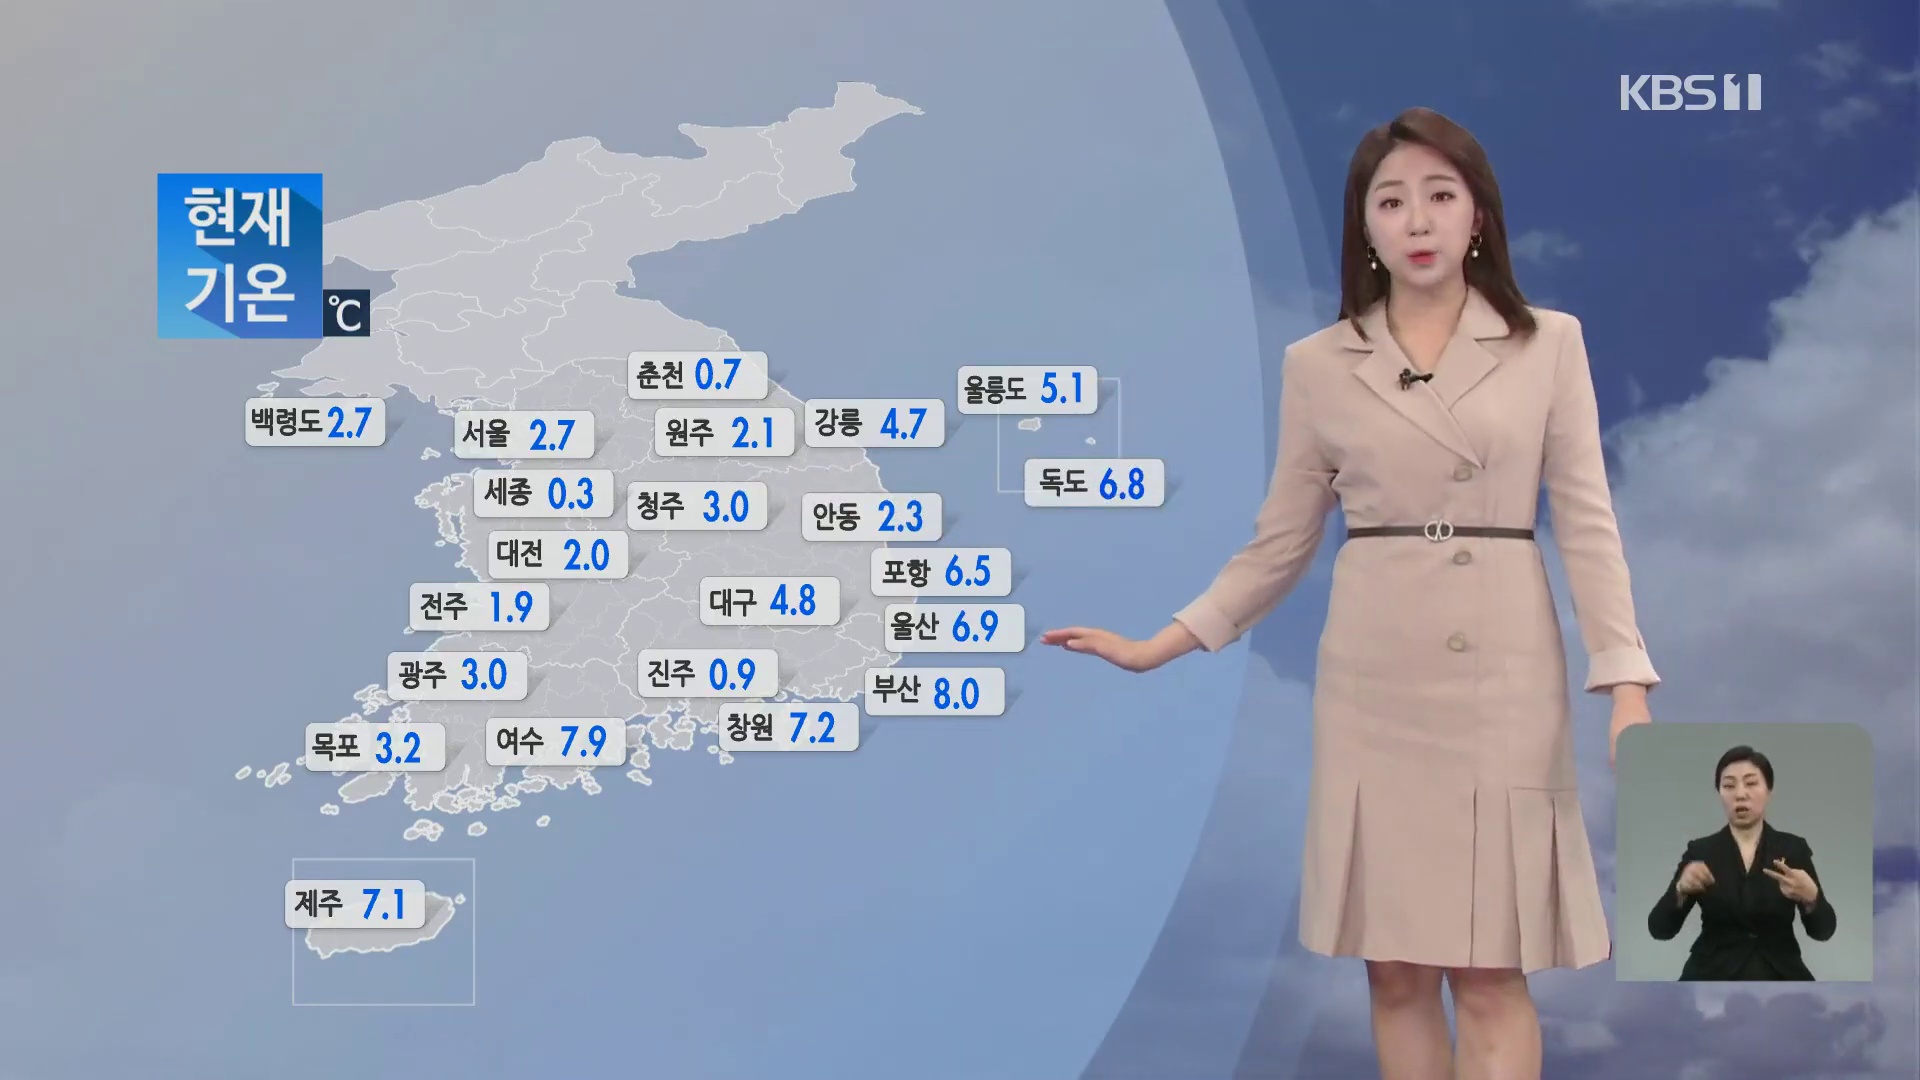 KBS 1
현재
기온
℃
춘천 0.7
울릉도 5.1
백령도 2.7
서울 2.7
원주 2.1
강릉 4.7
독도 6.8
세종 0.3
청주 3.0
안동 2.3
대전 2.0
포항 6.5
전주 1.9
대구 4.8
울산 6.9
광주 3.0
진주 0.9
부산 8.0
목포 3.2
여수 7.9
창원 7.2
제주 7.1